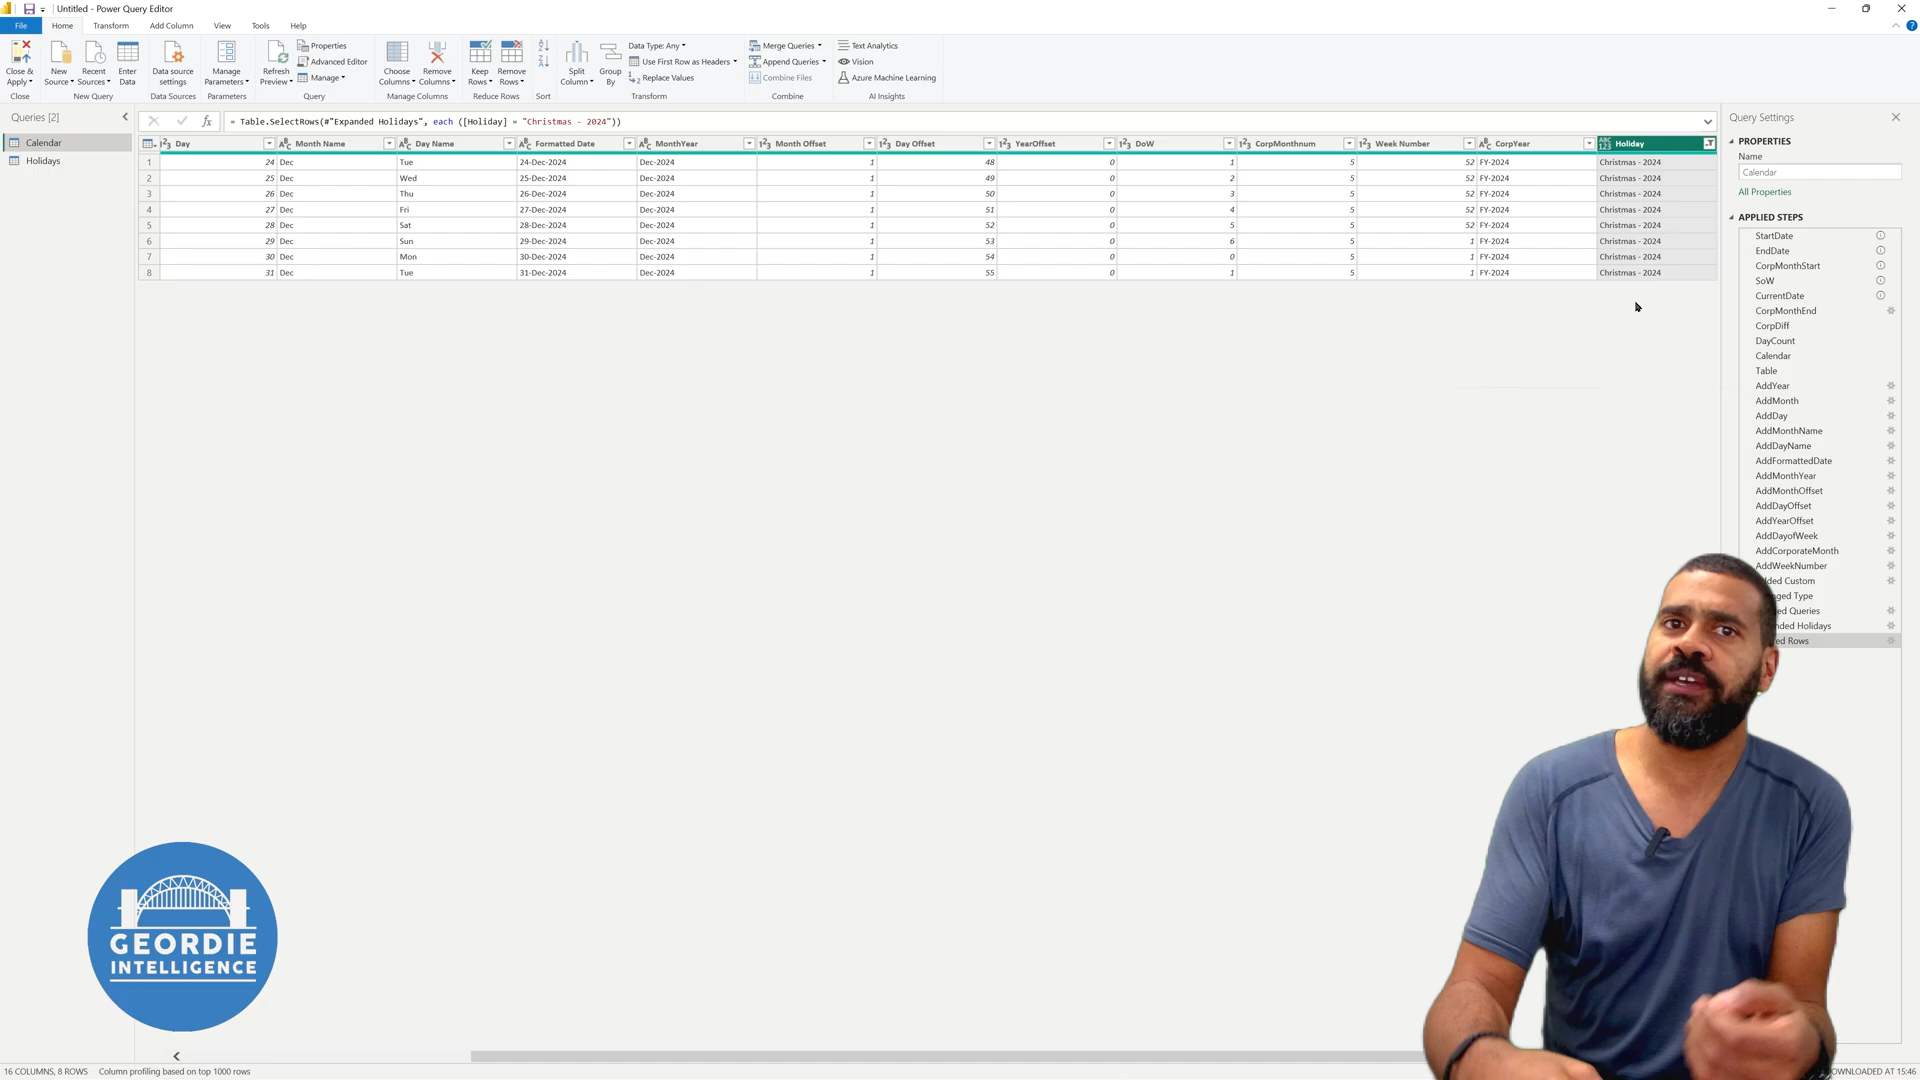 Untitled - Power Query Editor
File Home Transform Add Column View Tools Help
Close & Apply
New Source
Recent Sources
Enter Data
Data source settings
Manage Parameters
Refresh Preview
Properties
Advanced Editor
Manage
Choose Columns
Remove Columns
Keep Rows
Remove Rows
Split Column
Group By
Data Type: Any
Use First Row as Headers
Replace Values
Merge Queries
Append Queries
Combine Files
Text Analytics
Vision
Azure Machine Learning
Close New Query Data Sources Parameters Query Manage Columns Reduce Rows Sort Transform Combine AI Insights
Queries [2]
Calendar
Holidays
fx = Table.SelectRows(#"Expanded Holidays", each ([Holiday] = "Christmas - 2024"))
Day Month Name Day Name Formatted Date MonthYear Month Offset Day Offset YearOffset DoW CorpMonthnum Week Number CorpYear Holiday
1 24 Dec Tue 24-Dec-2024 Dec-2024 1 48 0 1 5 52 FY-2024 Christmas - 2024
2 25 Dec Wed 25-Dec-2024 Dec-2024 1 49 0 2 5 52 FY-2024 Christmas - 2024
3 26 Dec Thu 26-Dec-2024 Dec-2024 1 50 0 3 5 52 FY-2024 Christmas - 2024
4 27 Dec Fri 27-Dec-2024 Dec-2024 1 51 0 4 5 52 FY-2024 Christmas - 2024
5 28 Dec Sat 28-Dec-2024 Dec-2024 1 52 0 5 5 52 FY-2024 Christmas - 2024
6 29 Dec Sun 29-Dec-2024 Dec-2024 1 53 0 6 5 1 FY-2024 Christmas - 2024
7 30 Dec Mon 30-Dec-2024 Dec-2024 1 54 0 0 5 1 FY-2024 Christmas - 2024
8 31 Dec Tue 31-Dec-2024 Dec-2024 1 55 0 1 5 1 FY-2024 Christmas - 2024
Query Settings
PROPERTIES
Name
Calendar
All Properties
APPLIED STEPS
StartDate
EndDate
CorpMonthStart
SoW
CurrentDate
CorpMonthEnd
CorpDiff
DayCount
Calendar
Table
AddYear
AddMonth
AddDay
AddMonthName
AddDayName
AddFormattedDate
AddMonthYear
AddMonthOffset
AddDayOffset
AddYearOffset
AddDayofWeek
AddCorporateMonth
AddWeekNumber
Custom
Type
Queries
Holidays
Rows
GEORDIE
INTELLIGENCE
16 COLUMNS, 8 ROWS Column profiling based on top 1000 rows
DOWNLOADED AT 15:46